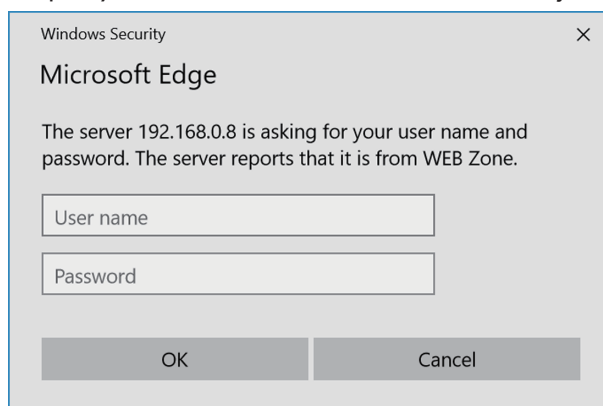 Windows Security
Microsoft Edge
The server 192.168.0.8 is asking for your user name and
password. The server reports that it is from WEB Zone.
User name
Password
OK
Cancel